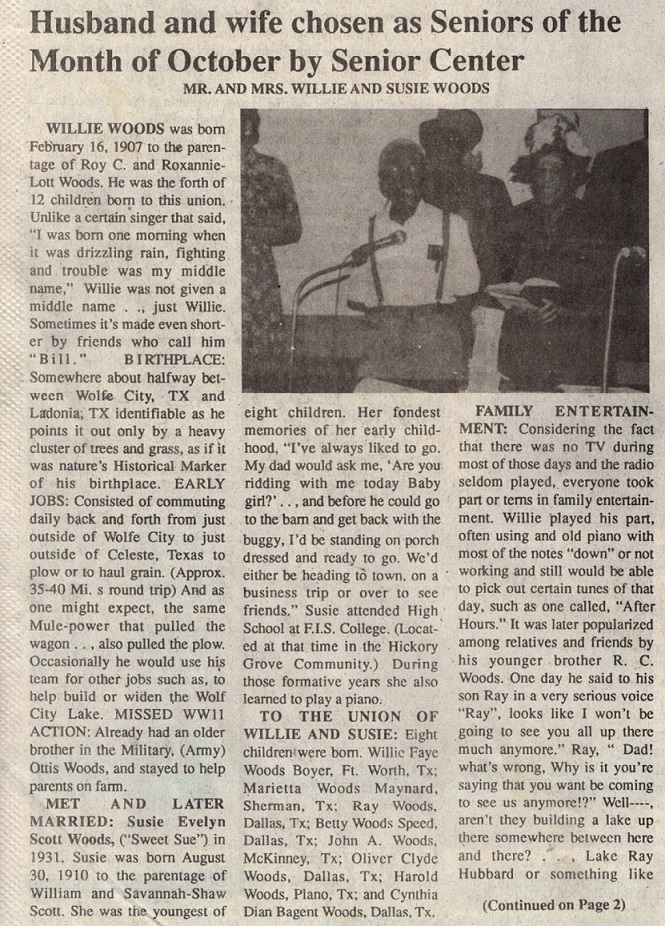 Husband and wife chosen as Seniors of the
Month of October by Senior Center
MR. AND MRS. WILLIE AND SUSIE WOODS
WILLIE WOODS was born
February 16, 1907 to the paren-
tage of Roy C. and Roxannie-
Lott Woods. He was the forth of
12 children born to this union.
Unlike a certain singer that said,
"I was born one morning when
it was drizzling rain, fighting
and trouble was my middle
name," Willie was not given a
middle name . ., just Willie.
Sometimes it's made even short-
er by friends who call him
"Bill." BIRTHPLACE:
Somewhere about halfway bet-
ween Wolfe City, TX and
Ladonia, TX identifiable as he
points it out only by a heavy
cluster of trees and grass, as if it
was nature's Historical Marker
of his birthplace. EARLY
JOBS: Consisted of commuting
daily back and forth from just
outside of Wolfe City to just
outside of Celeste, Texas to
plow or to haul grain. (Approx.
35-40 Mi. s round trip) And as
one might expect, the same
Mule-power that pulled the
wagon . . ., also pulled the plow.
Occasionally he would use his
team for other jobs such as, to
help build or widen the Wolf
City Lake. MISSED WW11
ACTION: Already had an older
brother in the Military, (Army)
Ottis Woods, and stayed to help
parents on farm.
MET AND LATER
MARRIED: Susie Evelyn
Scott Woods, ("Sweet Sue") in
1931. Susie was born August
30, 1910 to the parentage of
William and Savannah-Shaw
Scott. She was the youngest of
eight children. Her fondest
memories of her early child-
hood, "I've always liked to go.
My dad would ask me, 'Are you
ridding with me today Baby
girl?' . . ., and before he could go
to the barn and get back with the
buggy, I'd be standing on porch
dressed and ready to go. We'd
either be heading to town, on a
business trip or over to see
friends." Susie attended High
School at F.I.S. College. (Locat-
ed at that time in the Hickory
Grove Community.) During
those formative years she also
learned to play a piano.
TO THE UNION OF
WILLIE AND SUSIE: Eight
children were born. Willie Faye
Woods Boyer, Ft. Worth, Tx;
Marietta Woods Maynard,
Sherman, Tx; Ray Woods,
Dallas, Tx; Betty Woods Speed,
Dallas, Tx; John A. Woods,
McKinney, Tx; Oliver Clyde
Woods, Dallas, Tx; Harold
Woods, Plano, Tx; and Cynthia
Dian Bagent Woods, Dallas, Tx.
FAMILY ENTERTAIN-
MENT: Considering the fact
that there was no TV during
most of those days and the radio
seldom played, everyone took
part or terns in family entertain-
ment. Willie played his part,
often using and old piano with
most of the notes "down" or not
working and still would be able
to pick out certain tunes of that
day, such as one called, "After
Hours." It was later popularized
among relatives and friends by
his younger brother R. C.
Woods. One day he said to his
son Ray in a very serious voice
"Ray", looks like I won't be
going to see you all up there
much anymore." Ray, " Dad!
what's wrong, Why is it you're
saying that you want be coming
to see us anymore!?" Well----,
aren't they building a lake up
there somewhere between here
and there? . . ., Lake Ray
Hubbard or something like
(Continued on Page 2)